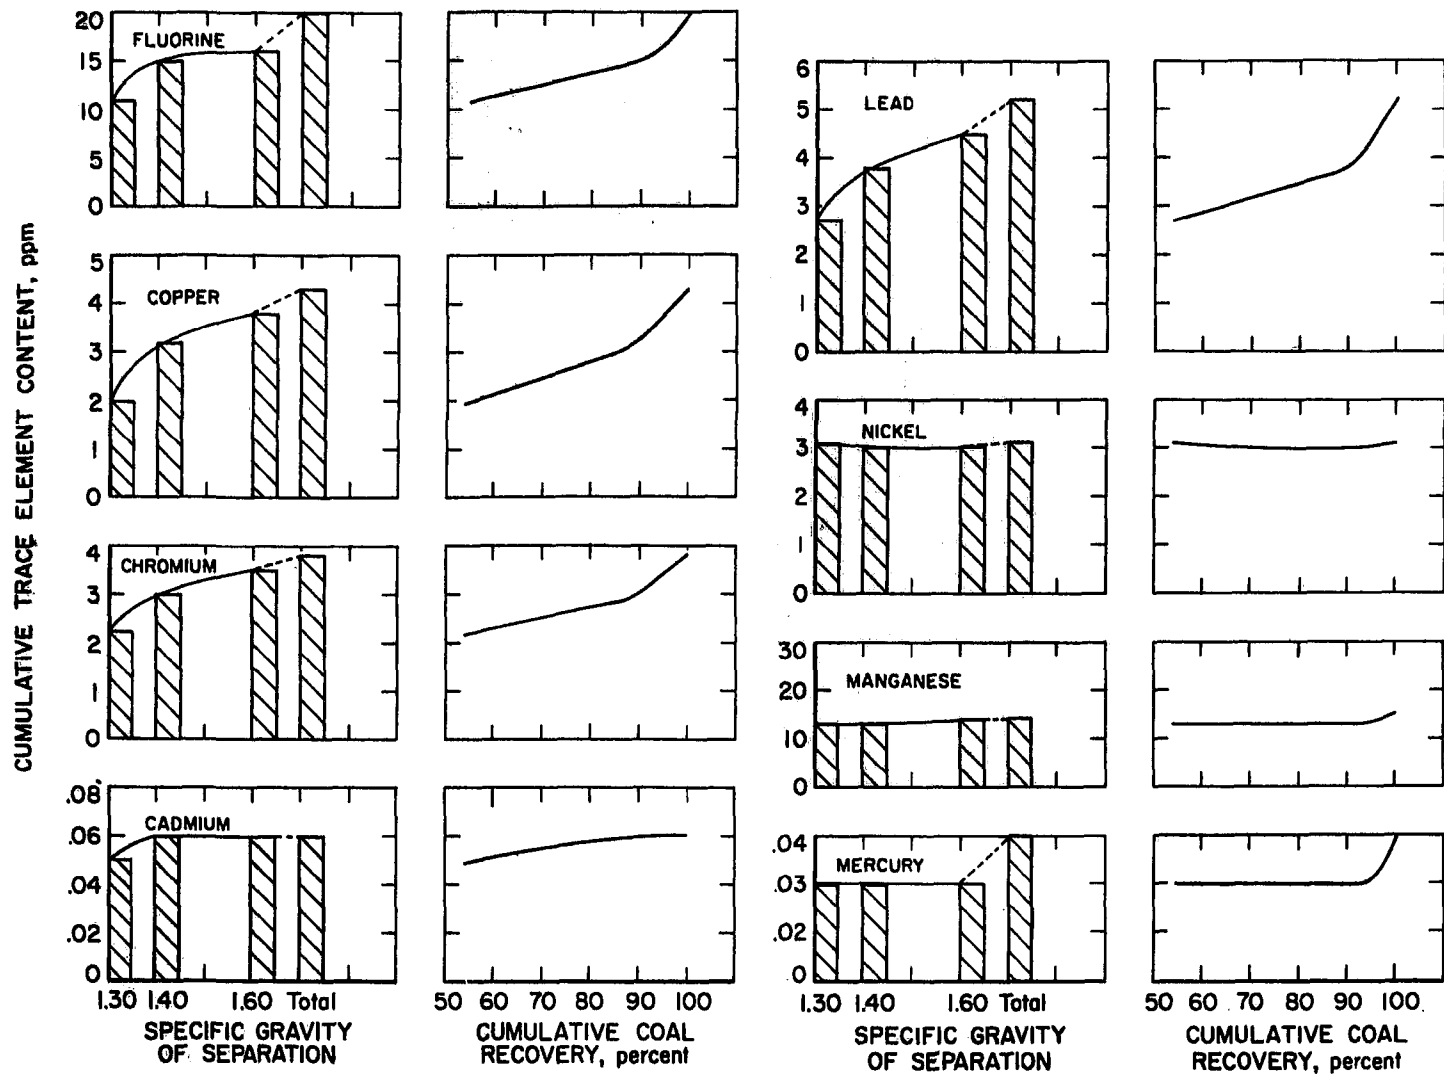 CUMULATIVE TRACE ELEMENT CONTENT, ppm
FLUORINE
20
15
10
5
0
COPPER
5
4
3
2
1
0
CHROMIUM
4
3
2
1
0
CADMIUM
.08
.06
.04
.02
0
1.30 1.40 1.60 Total
SPECIFIC GRAVITY
OF SEPARATION
50 60 70 80 90 100
CUMULATIVE COAL
RECOVERY, percent
LEAD
6
5
4
3
2
1
0
NICKEL
4
3
2
1
0
MANGANESE
30
20
10
0
MERCURY
.04
.03
.02
0
1.30 1.40 1.60 Total
SPECIFIC GRAVITY
OF SEPARATION
50 60 70 80 90 100
CUMULATIVE COAL
RECOVERY, percent